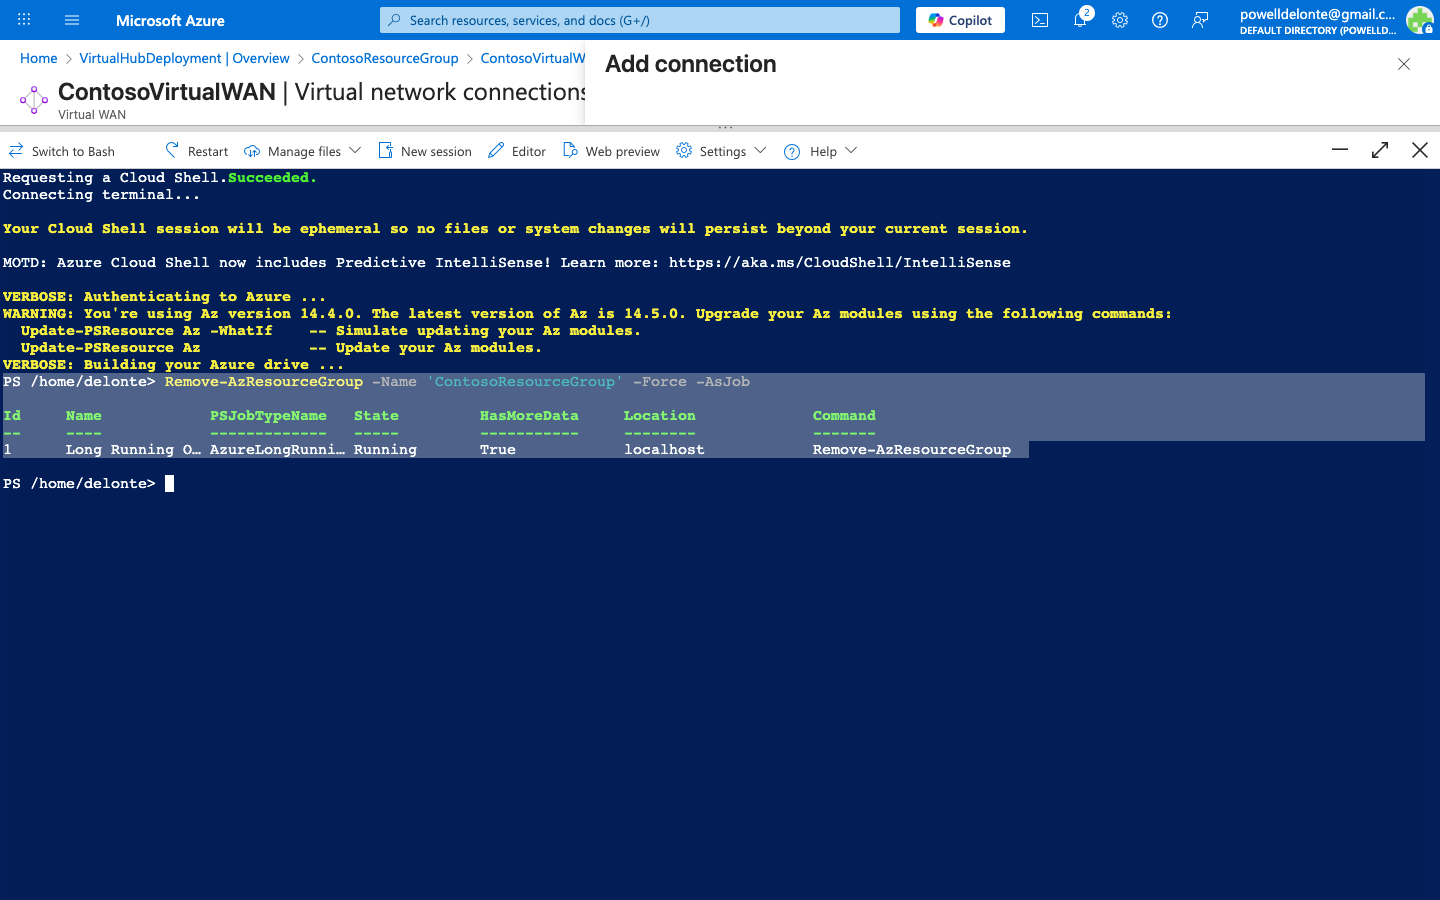 Microsoft Azure
Search resources, services, and docs (G+/)
Copilot
2
powelldelonte@gmail.c...
DEFAULT DIRECTORY (POWELLD...
Home > VirtualHubDeployment | Overview > ContosoResourceGroup > ContosoVirtualW
Add connection
ContosoVirtualWAN | Virtual network connections
Virtual WAN
Switch to Bash Restart Manage files New session Editor Web preview Settings Help
Requesting a Cloud Shell.Succeeded.
Connecting terminal...
Your Cloud Shell session will be ephemeral so no files or system changes will persist beyond your current session.
MOTD: Azure Cloud Shell now includes Predictive IntelliSense! Learn more: https://aka.ms/CloudShell/IntelliSense
VERBOSE: Authenticating to Azure ...
WARNING: You're using Az version 14.4.0. The latest version of Az is 14.5.0. Upgrade your Az modules using the following commands:
Update-PSResource Az -WhatIf -- Simulate updating your Az modules.
Update-PSResource Az -- Update your Az modules.
VERBOSE: Building your Azure drive ...
PS /home/delonte> Remove-AzResourceGroup -Name 'ContosoResourceGroup' -Force -AsJob
Id Name PSJobTypeName State HasMoreData Location Command
-- ---- ------------- ----- ----------- -------- -------
1 Long Running O… AzureLongRunni… Running True localhost Remove-AzResourceGroup
PS /home/delonte>